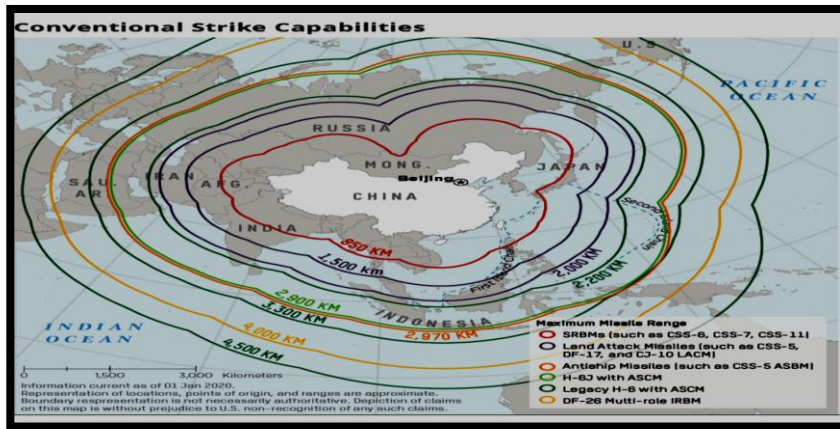 Conventional Strike Capabilities
U.S
PACIFIC
OCEAN
RUSSIA
MONG.
JAPAN
Beijing
SAU.
AR
IRAN
AFG.
CHINA
INDIA
Second Island Chain
850 KM
1,500 km
First Island Chain
2,000 KM
2,200 KM
2,800 KM
3,300 KM
INDONESIA
2,970 KM
INDIAN
OCEAN
4,000 KM
4,500 KM
Maximum Missile Range
SRBMs (such as CSS-6, CSS-7, CSS-11)
Land Attack Missiles (such as CSS-5,
DF-17, and CJ-10 LACM)
Antiship Missiles (such as CSS-5 ASBM)
H-6J with ASCM
Legacy H-6 with ASCM
DF-26 Multi-role IRBM
0 1,500 3,000 Kilometers
Information current as of 01 Jan 2020.
Representation of locations, points of origin, and ranges are approximate.
Boundary respresentation is not necessarily authoritative. Depiction of claims
on this map is without prejudice to U.S. non-recognition of any such claims.